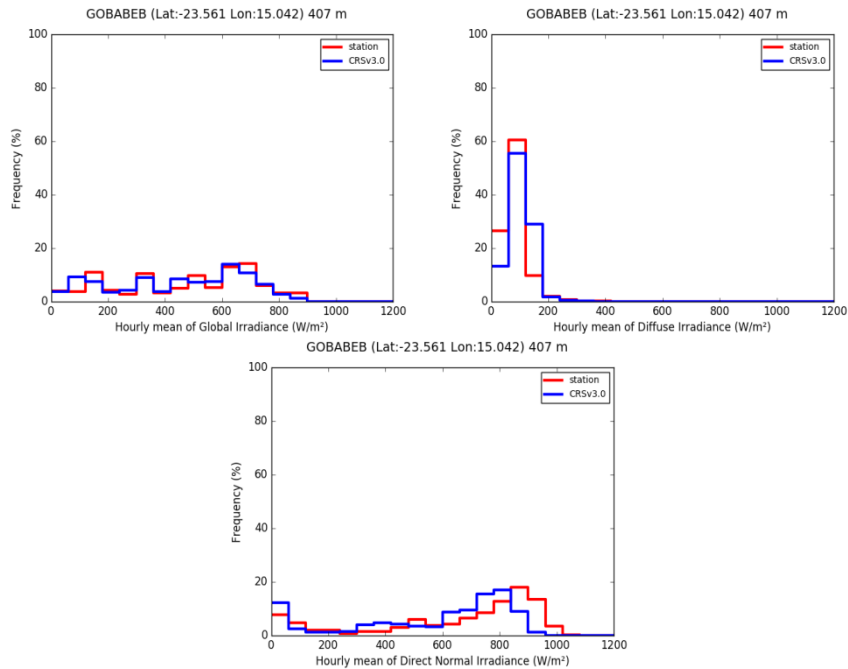 GOBABEB (Lat:-23.561 Lon:15.042) 407 m
100
80
60
40
20
0
Frequency (%)
station
CRSv3.0
0 200 400 600 800 1000 1200
Hourly mean of Global Irradiance (W/m²)
GOBABEB (Lat:-23.561 Lon:15.042) 407 m
100
80
60
40
20
0
Frequency (%)
station
CRSv3.0
0 200 400 600 800 1000 1200
Hourly mean of Diffuse Irradiance (W/m²)
GOBABEB (Lat:-23.561 Lon:15.042) 407 m
100
80
60
40
20
0
Frequency (%)
station
CRSv3.0
0 200 400 600 800 1000 1200
Hourly mean of Direct Normal Irradiance (W/m²)